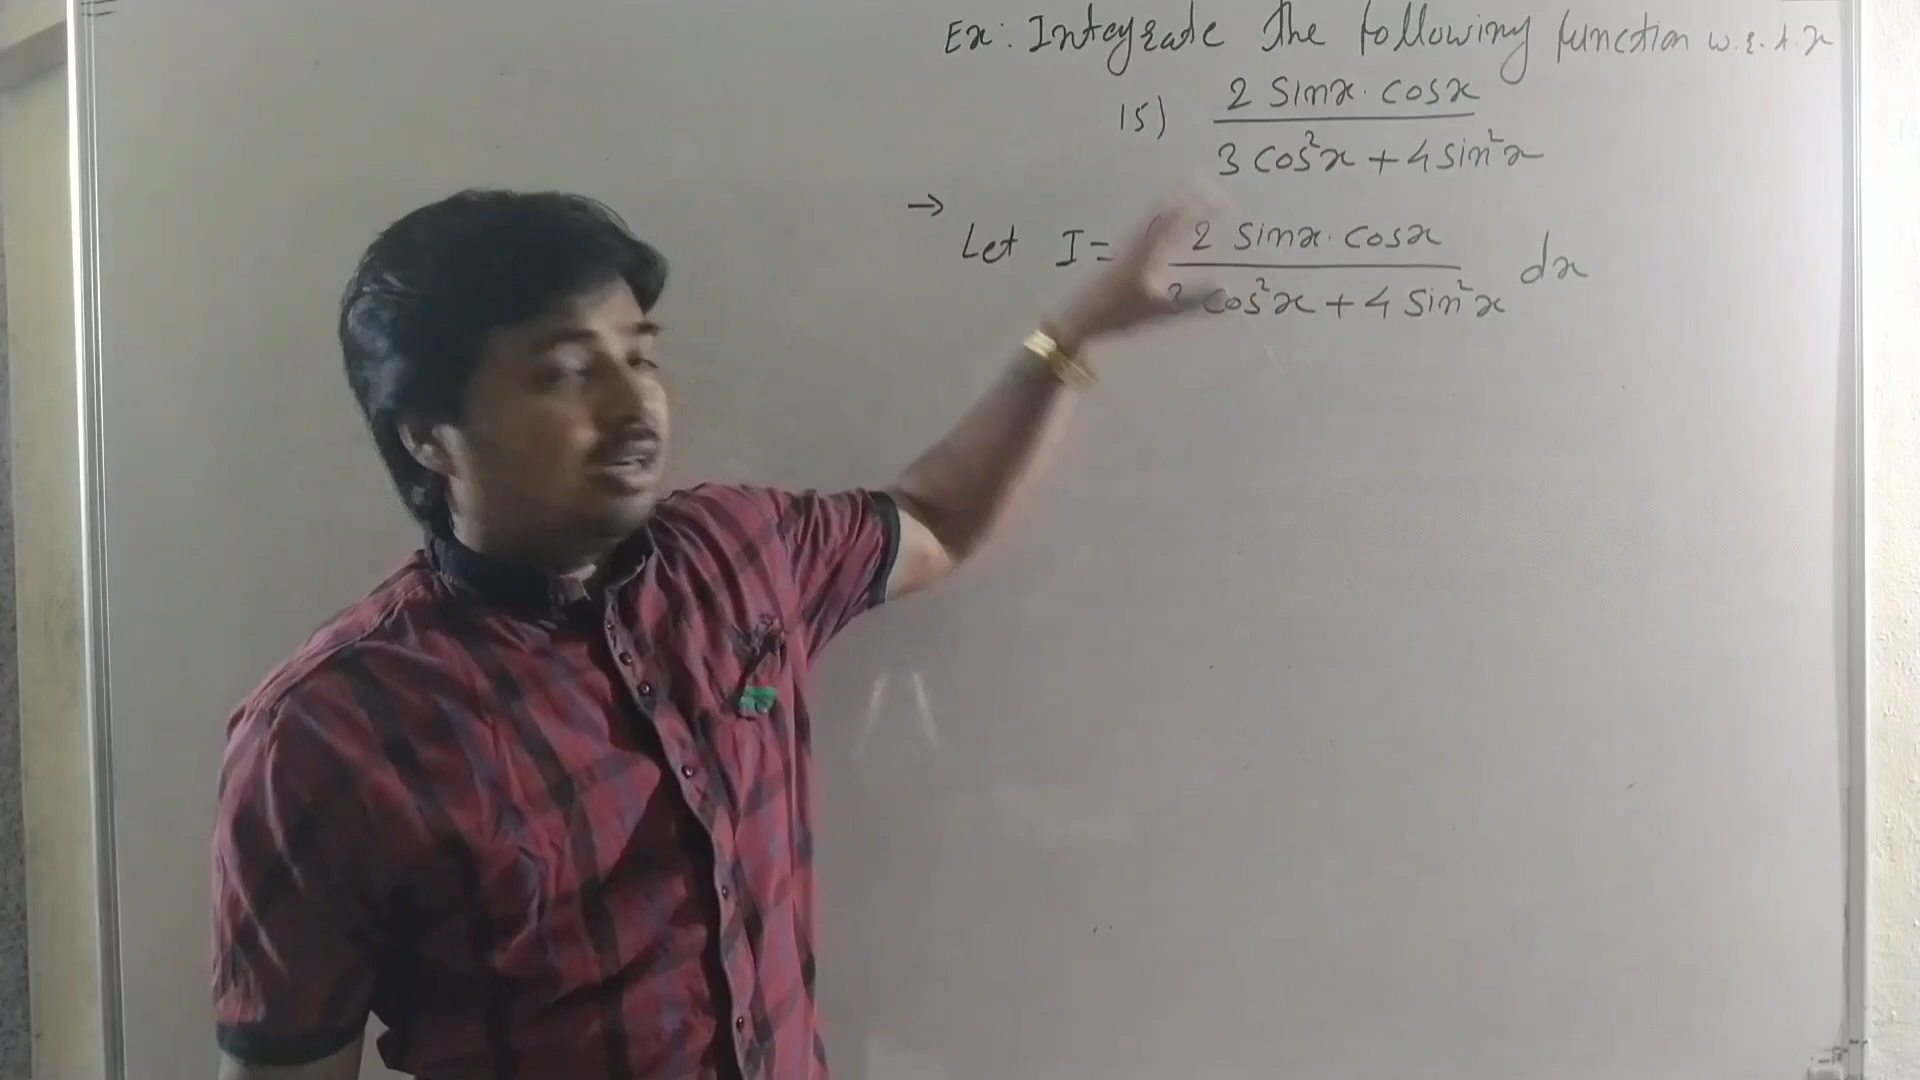 Ex: Integrate the following function w.r.t. x
15) 2 sinx. cosx / 3 cos²x + 4 sin²x
→
Let I = 2 sinx. cosx / cos²x + 4 sin²x dx